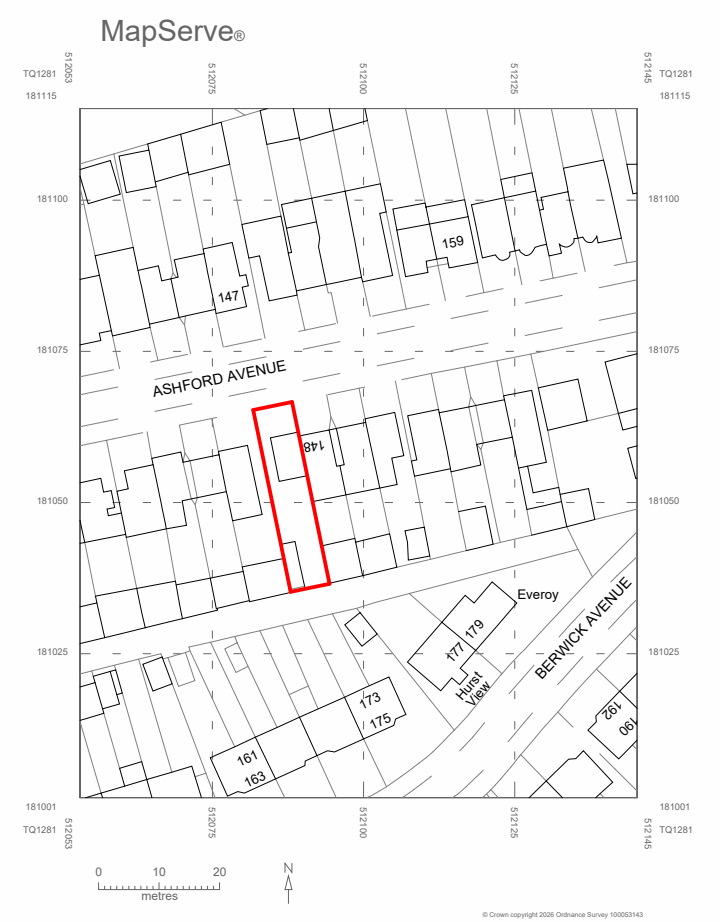 MapServe®
512053
512075
512100
512125
512145
TQ1281
TQ1281
181115
181115
181100
181100
159
147
181075
181075
ASHFORD AVENUE
148
181050
181050
Everoy
179
177
BERWICK AVENUE
181025
181025
Hurst
View
173
175
192
190
161
163
181001
181001
TQ1281
TQ1281
512053
512075
512100
512125
512145
0 10 20
metres
N
© Crown copyright 2026 Ordnance Survey 100053143